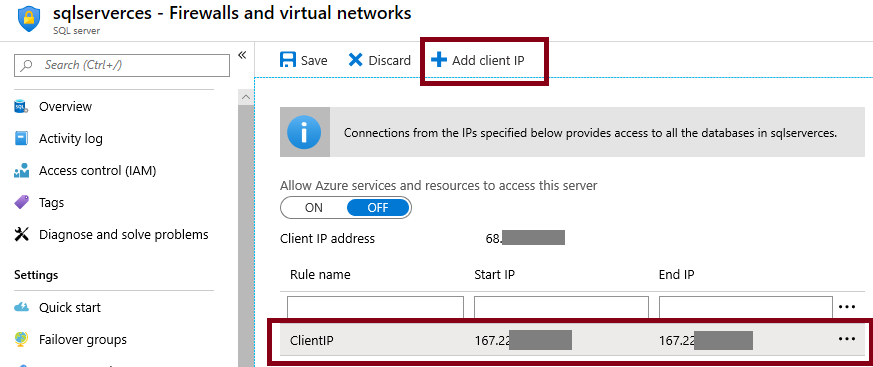 sqlserverces - Firewalls and virtual networks
SQL server
Search (Ctrl+/)
«
Overview
Activity log
Access control (IAM)
Tags
Diagnose and solve problems
Settings
Quick start
Failover groups
Save Discard + Add client IP
Connections from the IPs specified below provides access to all the databases in sqlserverces.
Allow Azure services and resources to access this server
ON OFF
Client IP address 68.
Rule name Start IP End IP
...
ClientIP 167.22 167.22 ...